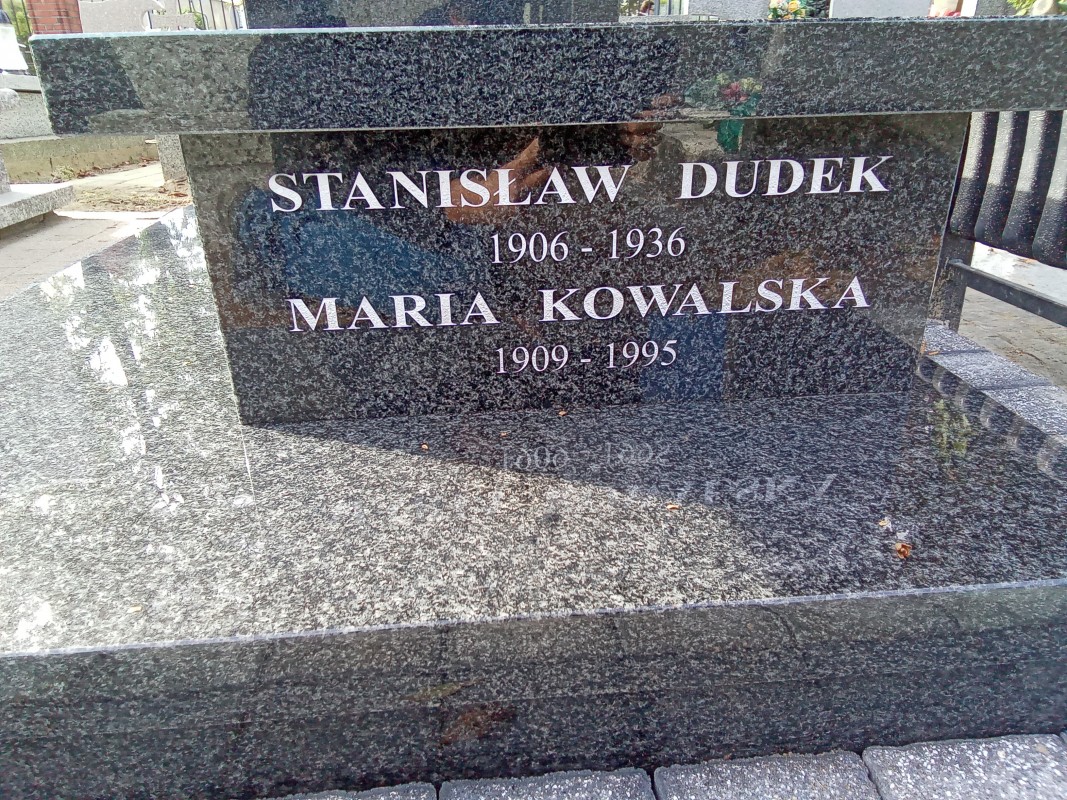 STANISŁAW DUDEK
1906 - 1936
MARIA KOWALSKA
1909 - 1995